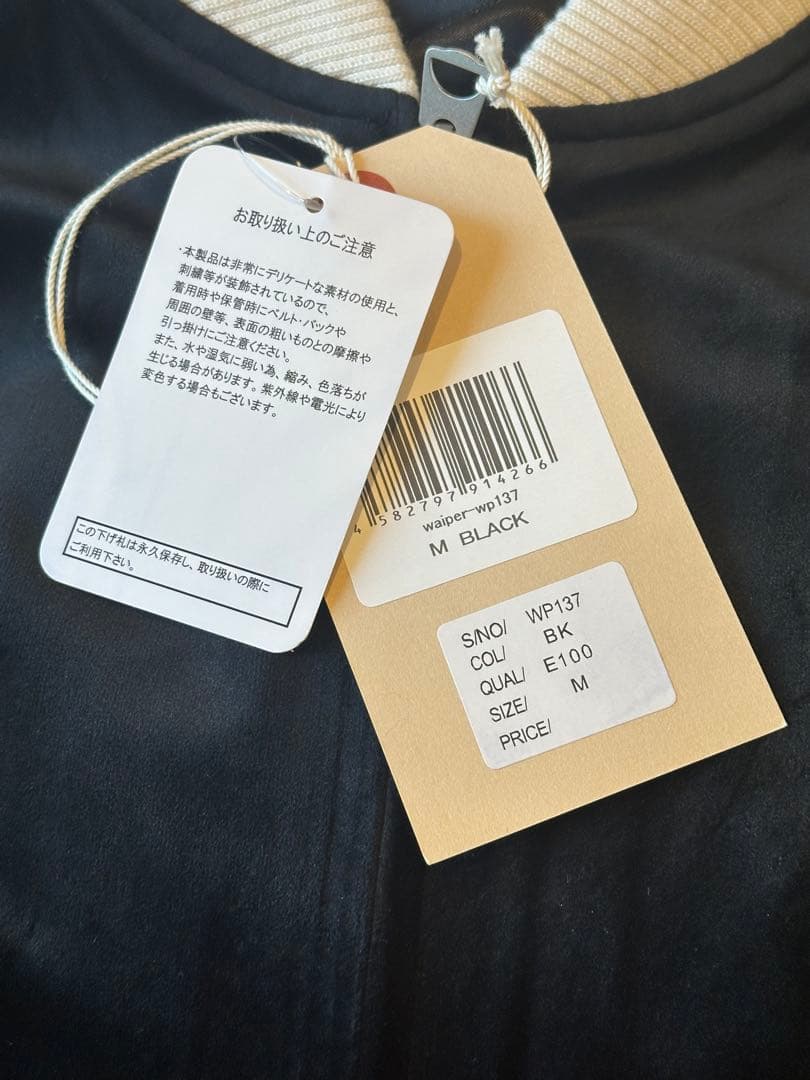 お取り扱い上のご注意
・本製品は非常にデリケートな素材の使用と、
刺繍等が装飾されているので、
着用時や保管時にベルト・バックや
周囲の壁等、表面の粗いものとの摩擦や
引っ掛けにご注意ください。
また、水や湿気に弱い為、縮み、色落ちが
生じる場合があります。紫外線や電光により
変色する場合もございます。
この下げ札は永久保存し、取り扱いの際に
ご利用下さい。
4 582797 914266
waiper-wp137
M BLACK
S/NO/ WP137
COL/ BK
QUAL/ E100
SIZE/ M
PRICE/